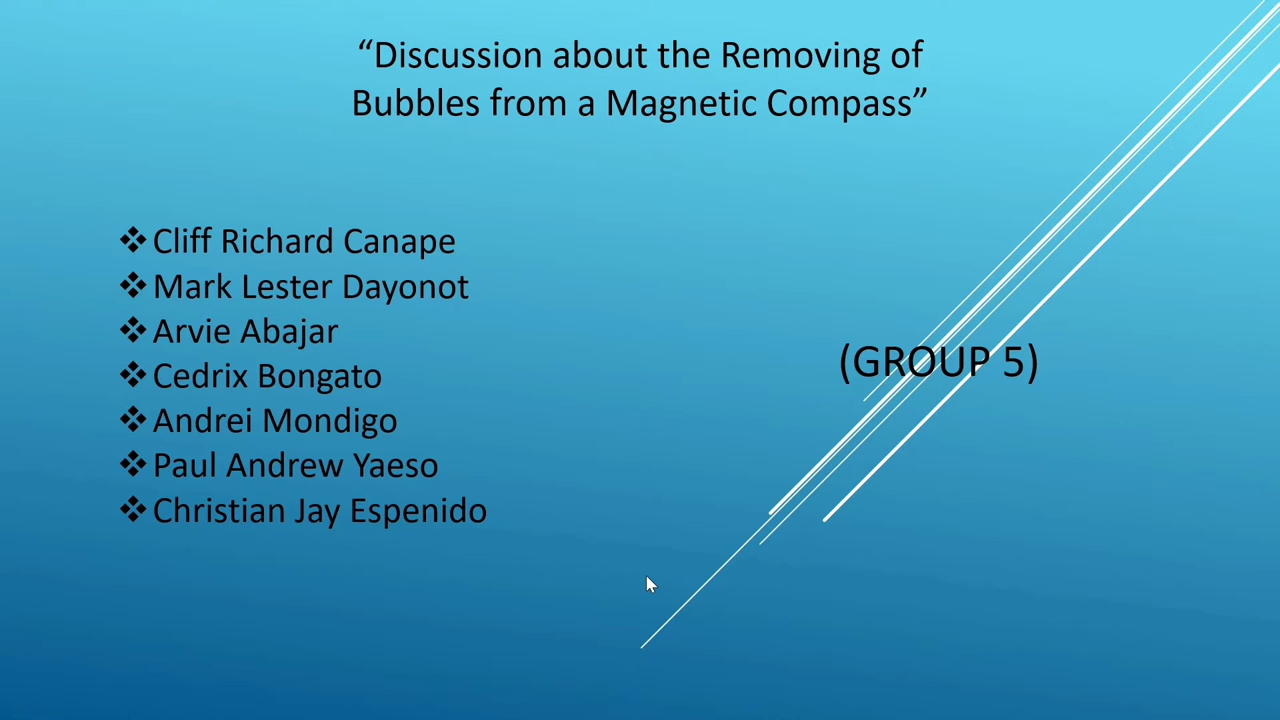 “Discussion about the Removing of
Bubbles from a Magnetic Compass”
Cliff Richard Canape
Mark Lester Dayonot
Arvie Abajar
Cedrix Bongato
Andrei Mondigo
Paul Andrew Yaeso
Christian Jay Espenido
(GROUP 5)